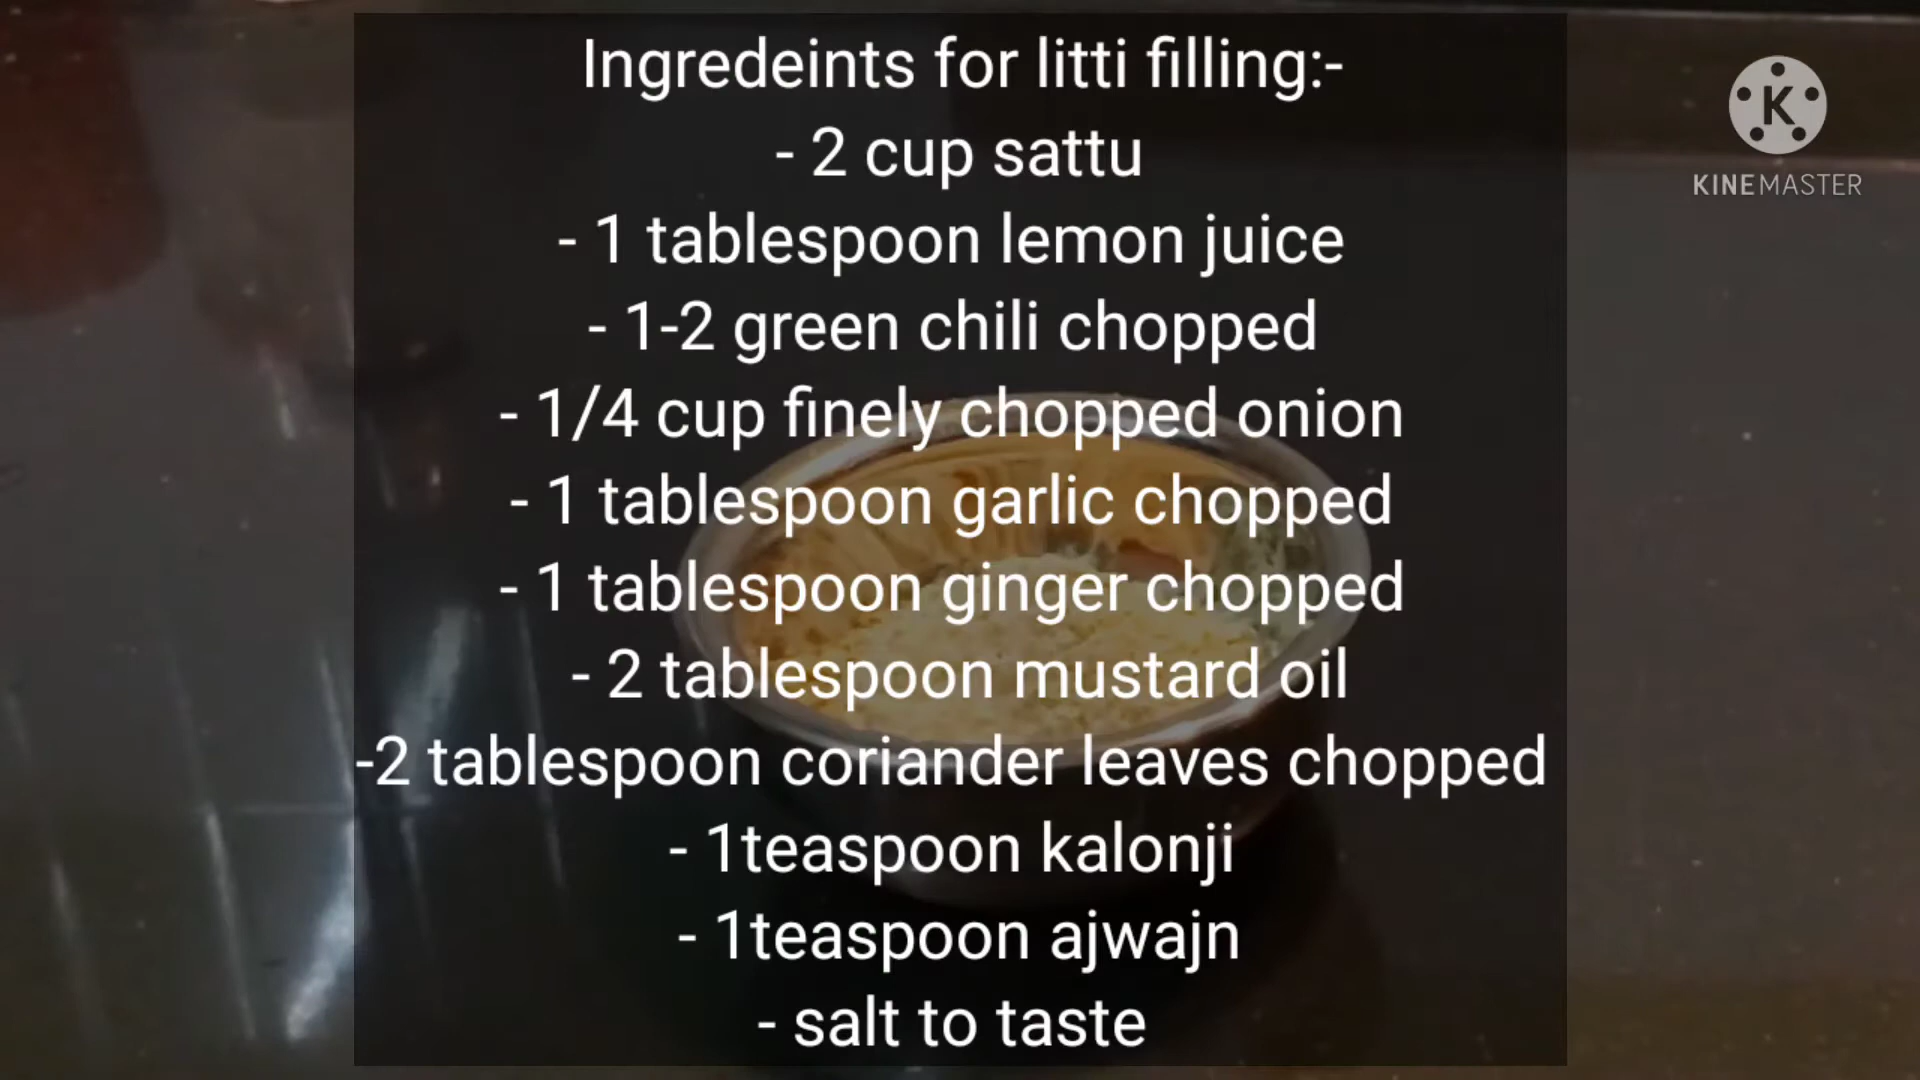 Ingredeints for litti filling:-
- 2 cup sattu
- 1 tablespoon lemon juice
- 1-2 green chili chopped
- 1/4 cup finely chopped onion
- 1 tablespoon garlic chopped
- 1 tablespoon ginger chopped
- 2 tablespoon mustard oil
-2 tablespoon coriander leaves chopped
- 1teaspoon kalonji
- 1teaspoon ajwajn
- salt to taste
K
KINEMASTER